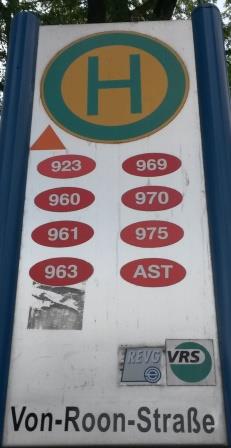 H
923 969
960 970
961 975
963 AST
REVG VRS
Von-Roon-Straße